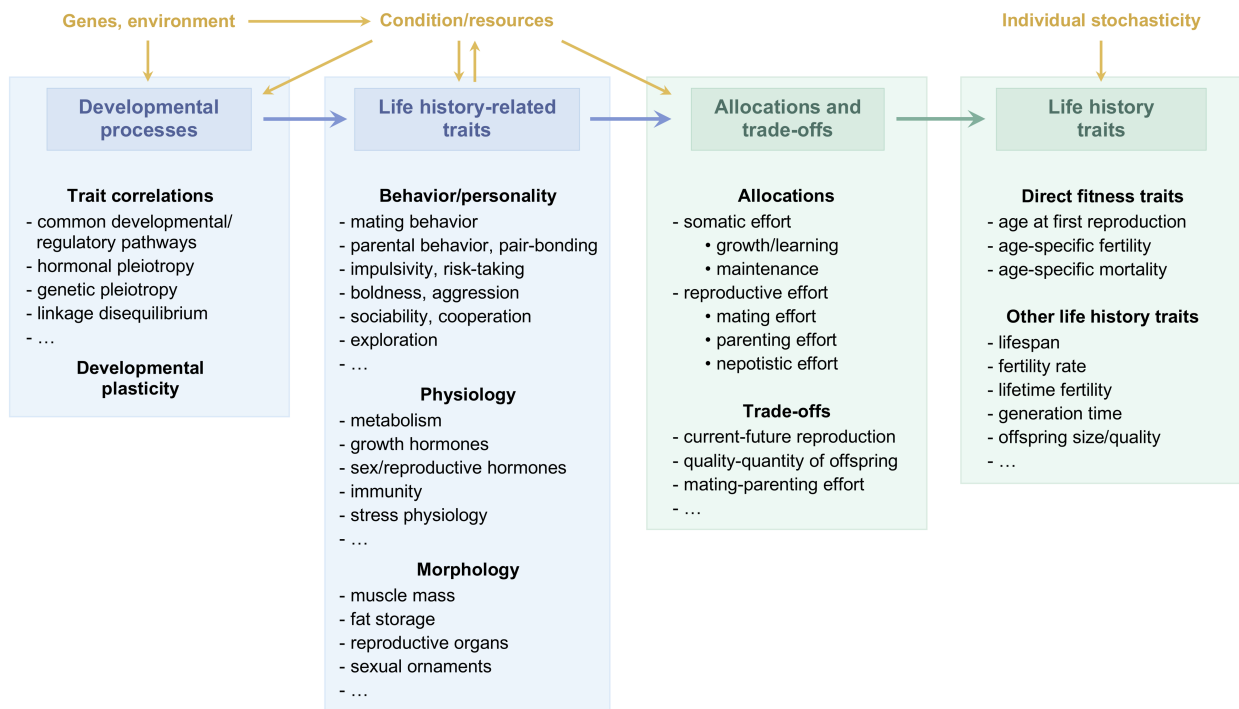 Genes, environment
Condition/resources
Individual stochasticity
Developmental
processes
Trait correlations
- common developmental/
regulatory pathways
- hormonal pleiotropy
- genetic pleiotropy
- linkage disequilibrium
- …
Developmental
plasticity
Life history-related
traits
Behavior/personality
- mating behavior
- parental behavior, pair-bonding
- impulsivity, risk-taking
- boldness, aggression
- sociability, cooperation
- exploration
- …
Physiology
- metabolism
- growth hormones
- sex/reproductive hormones
- immunity
- stress physiology
- …
Morphology
- muscle mass
- fat storage
- reproductive organs
- sexual ornaments
- …
Allocations and
trade-offs
Allocations
- somatic effort
• growth/learning
• maintenance
- reproductive effort
• mating effort
• parenting effort
• nepotistic effort
Trade-offs
- current-future reproduction
- quality-quantity of offspring
- mating-parenting effort
- …
Life history
traits
Direct fitness traits
- age at first reproduction
- age-specific fertility
- age-specific mortality
Other life history traits
- lifespan
- fertility rate
- lifetime fertility
- generation time
- offspring size/quality
- …